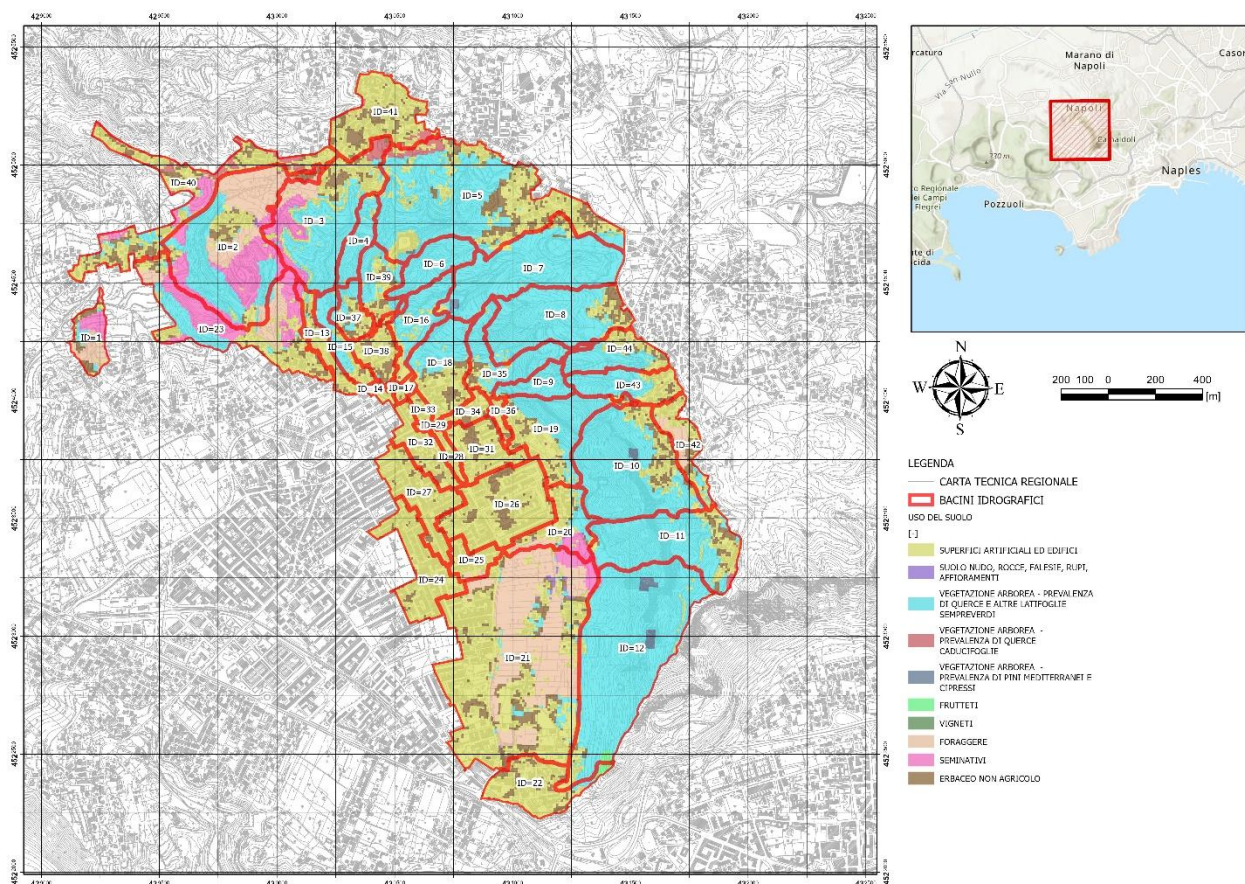 Marano di
Napoli
Via San Nullo
Napoli
Camaldoli
Naples
Pozzuoli
N
W E
S
200 100 0 200 400
[m]
LEGENDA
CARTA TECNICA REGIONALE
BACINI IDROGRAFICI
USO DEL SUOLO
[-]
SUPERFICI ARTIFICIALI ED EDIFICI
SUOLO NUDO, ROCCE, FALESIE, RUPI,
AFFIORAMENTI
VEGETAZIONE ARBOREA - PREVALENZA
DI QUERCE E ALTRE LATIFOGLIE
SEMPREVERDI
VEGETAZIONE ARBOREA -
PREVALENZA DI QUERCE
CADUCIFOGLIE
VEGETAZIONE ARBOREA -
PREVALENZA DI PINI MEDITERRANEI E
CIPRESSI
FRUTTETI
VIGNETI
FORAGGERE
SEMINATIVI
ERBACEO NON AGRICOLO
ID=41
ID=40
ID=5
ID=3
ID=4
ID=2
ID=6
ID=7
ID=39
ID=8
ID=37
ID=16
ID=23
ID=13
ID=1
ID=15
ID=38
ID=44
ID=18
ID=35
ID=9
ID=43
ID=14
ID=17
ID=33
ID=34
ID=36
ID=29
ID=19
ID=32
ID=31
ID=42
ID=28
ID=10
ID=27
ID=26
ID=20
ID=11
ID=25
ID=24
ID=12
ID=21
ID=22